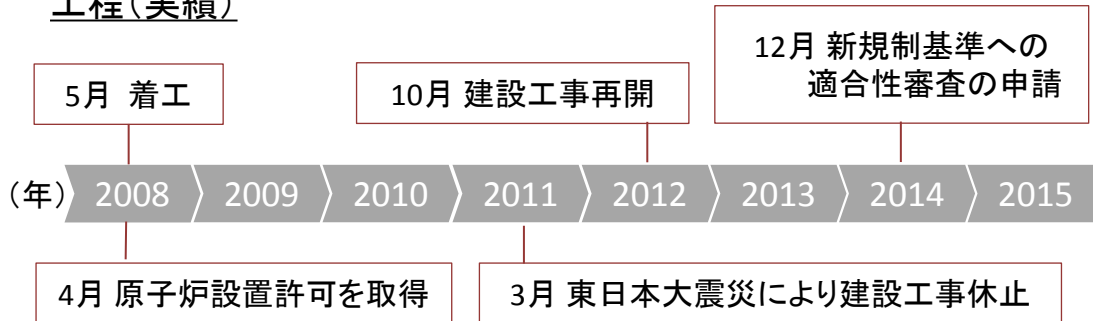 工程（実績）
12月 新規制基準への
適合性審査の申請
5月 着工
10月 建設工事再開
（年） 2008 2009 2010 2011 2012 2013 2014 2015
4月 原子炉設置許可を取得
3月 東日本大震災により建設工事休止